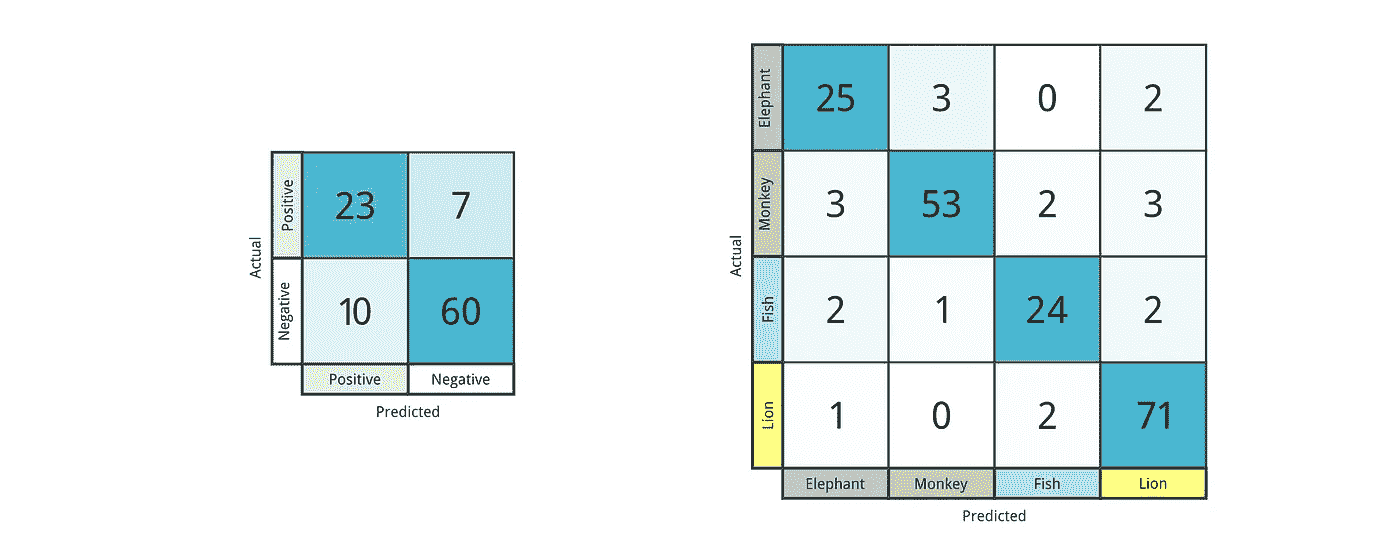 Actual
Positive
23 7
Negative
10 60
Positive Negative
Predicted
Actual
Elephant
25 3 0 2
Monkey
3 53 2 3
Fish
2 1 24 2
Lion
1 0 2 71
Elephant Monkey Fish Lion
Predicted